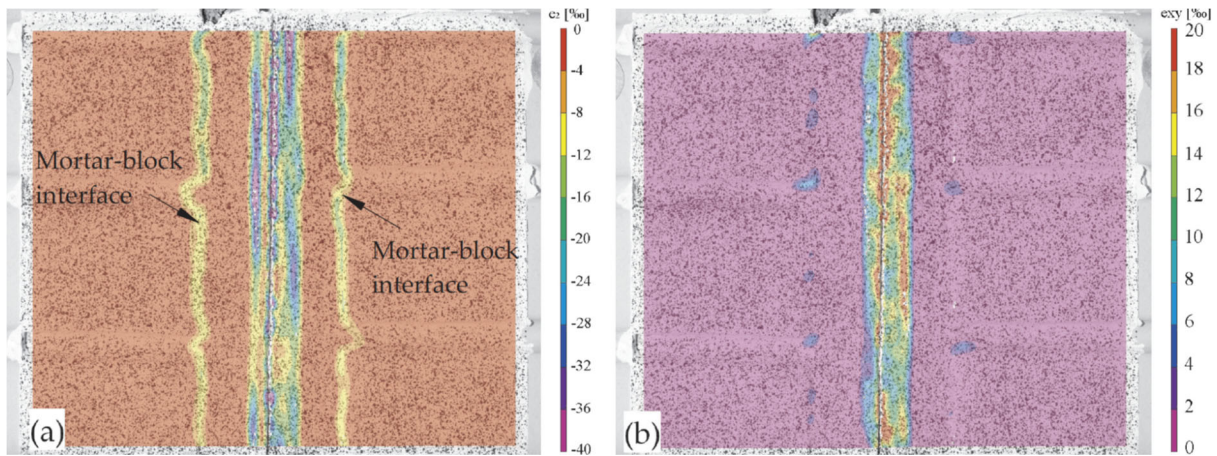 ε₂ [‰]
0
-4
-8
-12
-16
-20
-24
-28
-32
-36
-40
Mortar-block
interface
Mortar-block
interface
(a)
exy [‰]
20
18
16
14
12
10
8
6
4
2
0
(b)